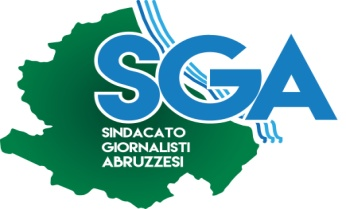 SGA
SINDACATO
GIORNALISTI
ABRUZZESI